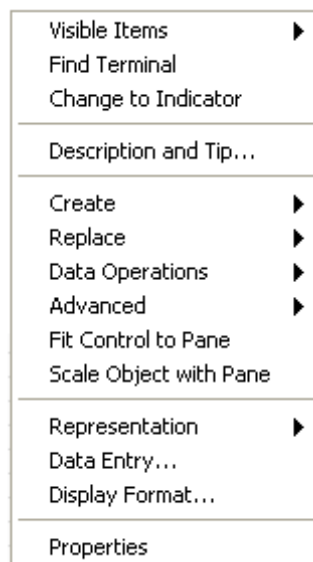 Visible Items
Find Terminal
Change to Indicator
Description and Tip...
Create
Replace
Data Operations
Advanced
Fit Control to Pane
Scale Object with Pane
Representation
Data Entry...
Display Format...
Properties